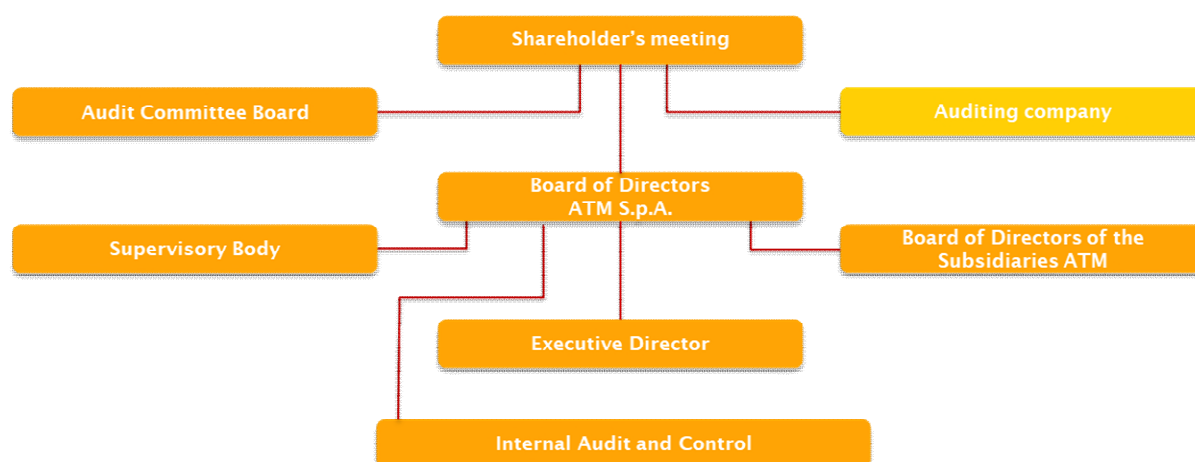 Shareholder's meeting
Audit Committee Board
Auditing company
Board of Directors
ATM S.p.A.
Supervisory Body
Board of Directors of the
Subsidiaries ATM
Executive Director
Internal Audit and Control